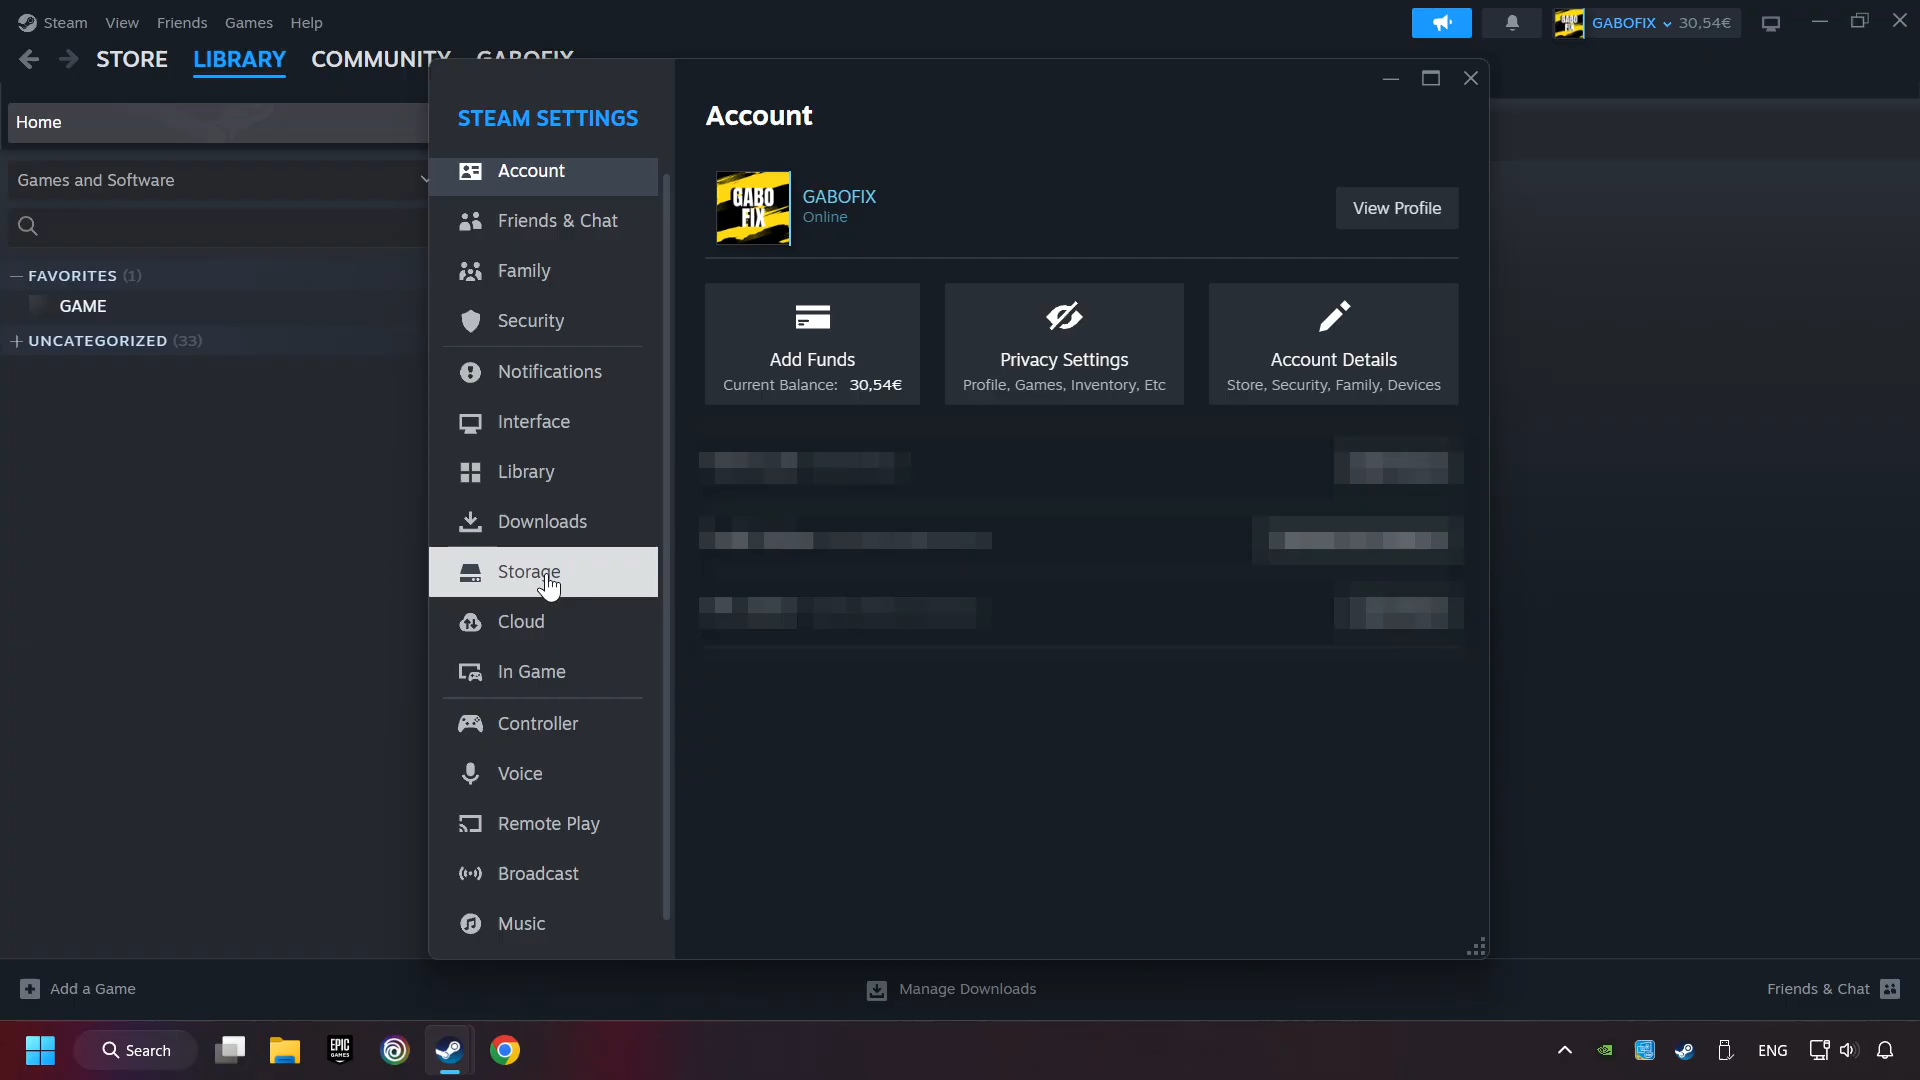 Steam View Friends Games Help
GABOFIX 30,54€
STORE LIBRARY COMMUNITY GABOFIX
Home
Games and Software
FAVORITES (1)
GAME
UNCATEGORIZED (33)
STEAM SETTINGS
Account
Friends & Chat
Family
Security
Notifications
Interface
Library
Downloads
Storage
Cloud
In Game
Controller
Voice
Remote Play
Broadcast
Music
Account
GABO
FIX
GABOFIX
Online
View Profile
Add Funds
Current Balance: 30,54€
Privacy Settings
Profile, Games, Inventory, Etc
Account Details
Store, Security, Family, Devices
Add a Game
Manage Downloads
Friends & Chat
Search
EPIC
GAMES
ENG